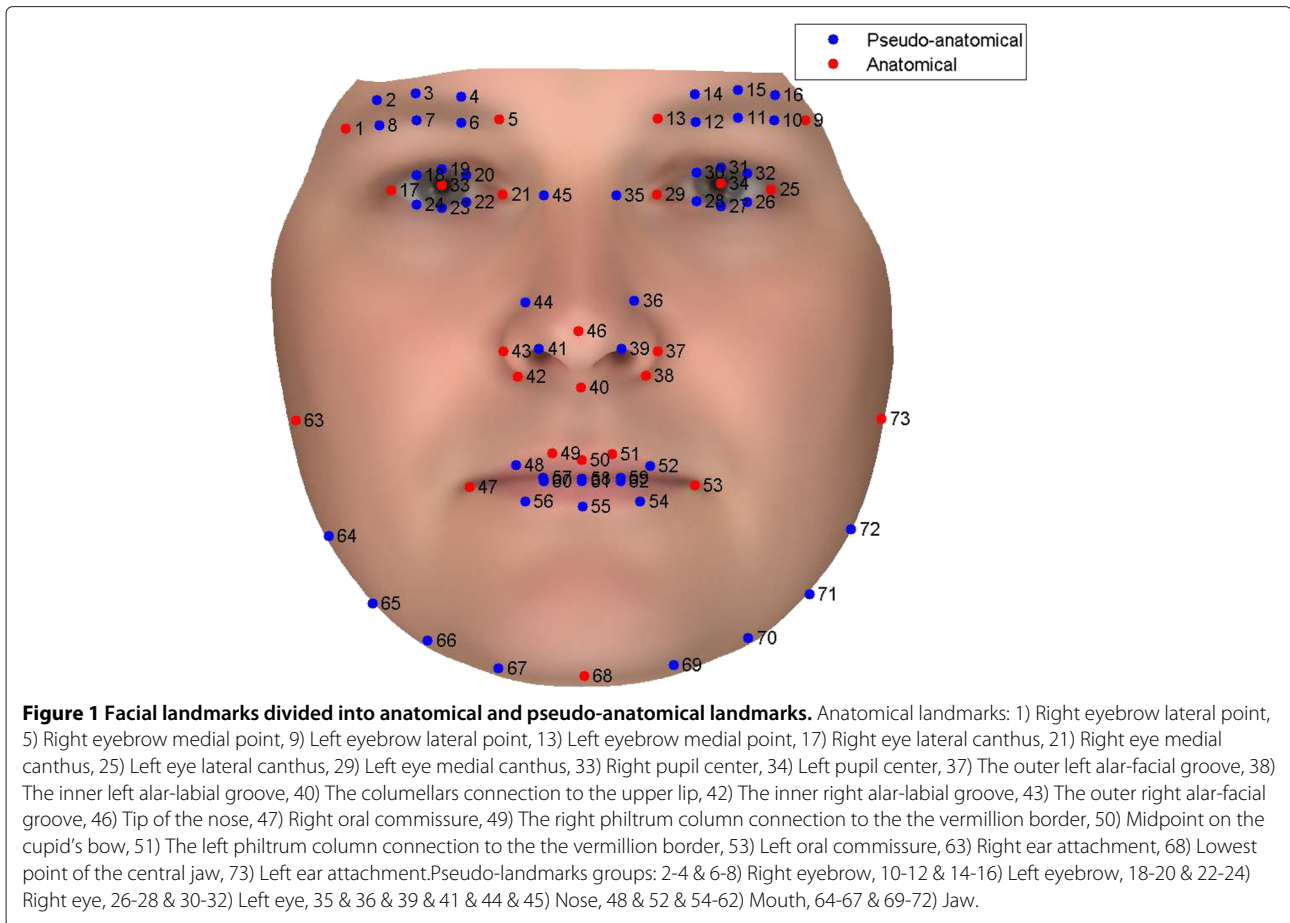 Pseudo-anatomical
Anatomical
2 3 4 14 15 16
1 8 7 6 5 13 12 11 10 9
18 19 20 30 31 32
17 33 21 45 35 29 34 25
24 23 22 28 27 26
44 36
46
43 41 39 37
42 40 38
63 73
49 50 51
48 57 58 59 52
47 60 61 62 53
56 55 54
64 72
65 71
66 70
67 68 69
Figure 1 Facial landmarks divided into anatomical and pseudo-anatomical landmarks. Anatomical landmarks: 1) Right eyebrow lateral point,
5) Right eyebrow medial point, 9) Left eyebrow lateral point, 13) Left eyebrow medial point, 17) Right eye lateral canthus, 21) Right eye medial
canthus, 25) Left eye lateral canthus, 29) Left eye medial canthus, 33) Right pupil center, 34) Left pupil center, 37) The outer left alar-facial groove, 38)
The inner left alar-labial groove, 40) The columellars connection to the upper lip, 42) The inner right alar-labial groove, 43) The outer right alar-facial
groove, 46) Tip of the nose, 47) Right oral commissure, 49) The right philtrum column connection to the the vermillion border, 50) Midpoint on the
cupid's bow, 51) The left philtrum column connection to the the vermillion border, 53) Left oral commissure, 63) Right ear attachment, 68) Lowest
point of the central jaw, 73) Left ear attachment.Pseudo-landmarks groups: 2-4 & 6-8) Right eyebrow, 10-12 & 14-16) Left eyebrow, 18-20 & 22-24)
Right eye, 26-28 & 30-32) Left eye, 35 & 36 & 39 & 41 & 44 & 45) Nose, 48 & 52 & 54-62) Mouth, 64-67 & 69-72) Jaw.